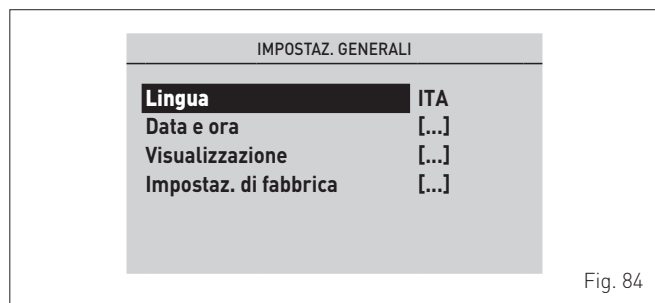 IMPOSTAZ. GENERALI
Lingua ITA
Data e ora [...]
Visualizzazione [...]
Impostaz. di fabbrica [...]
Fig. 84